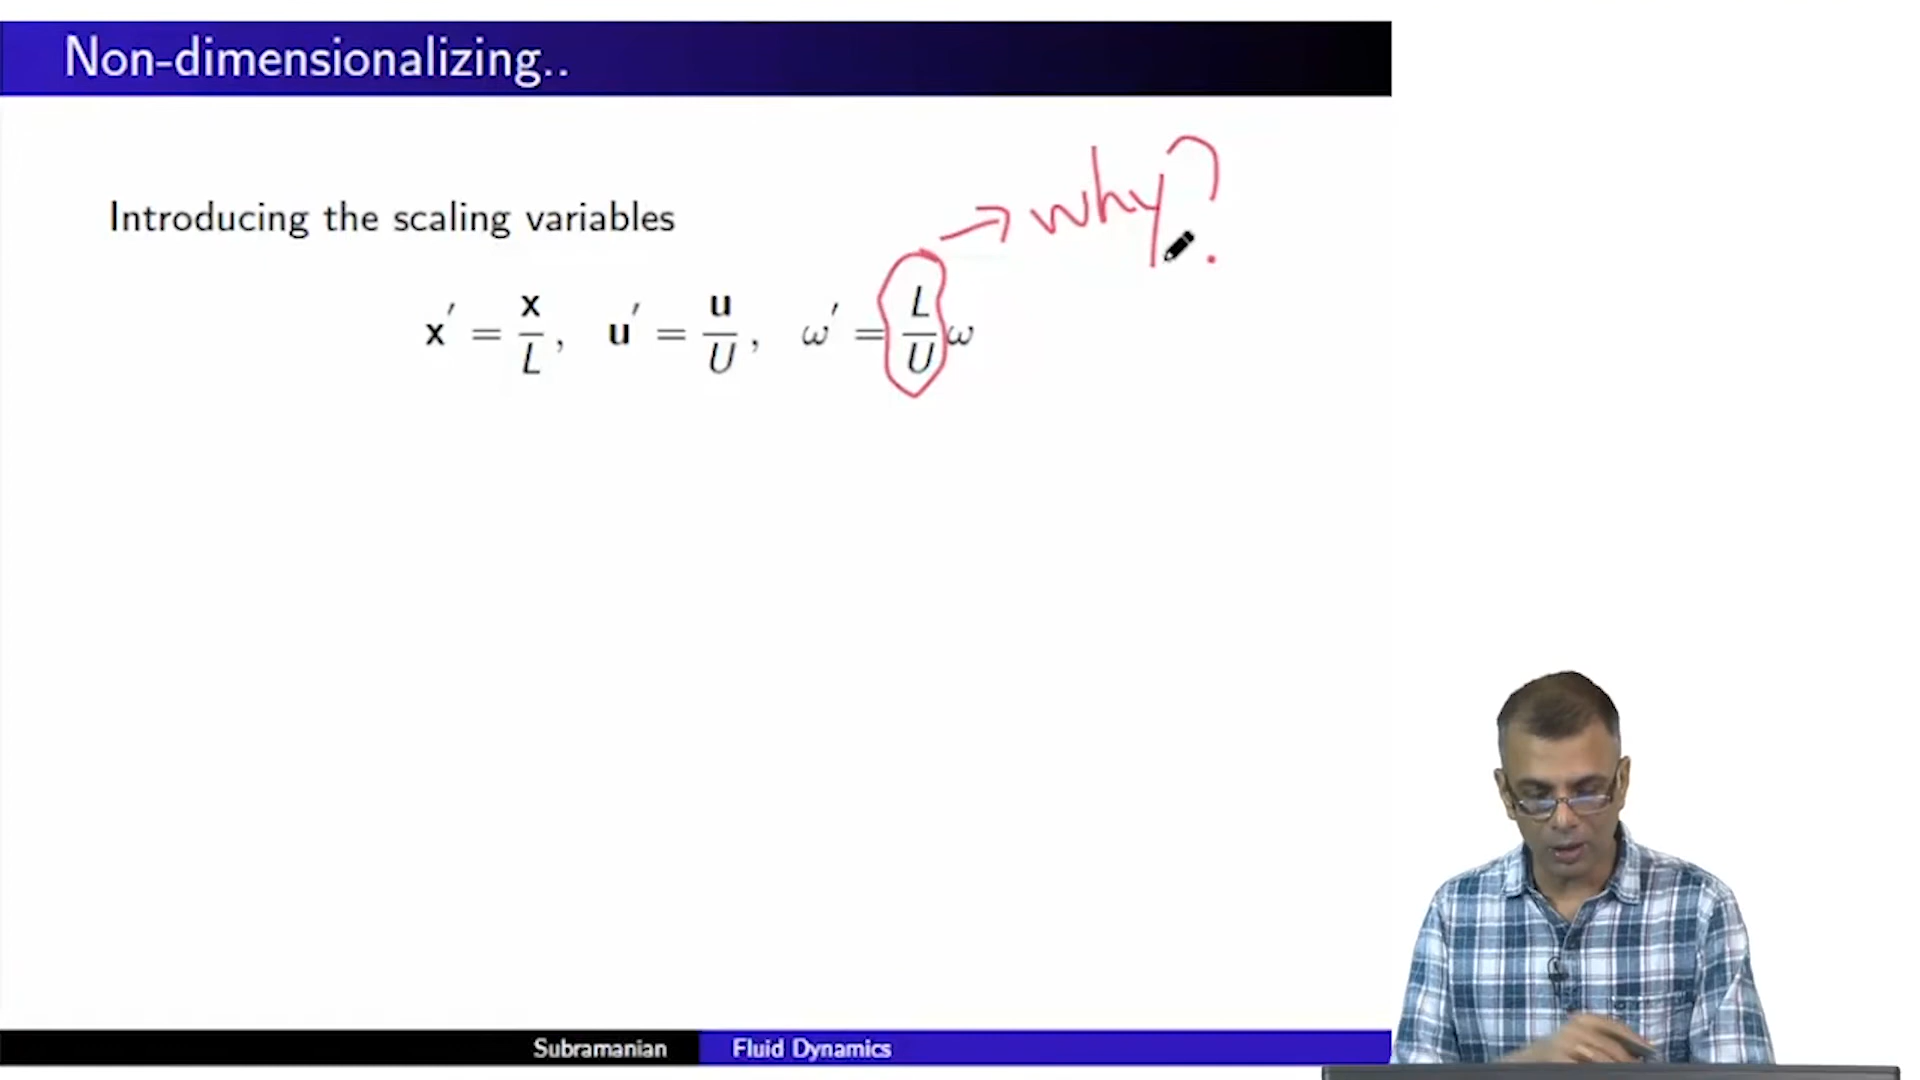 Non-dimensionalizing..
why?
Introducing the scaling variables
x′ = x/L, u′ = u/U, ω′ = L/U ω
Subramanian Fluid Dynamics